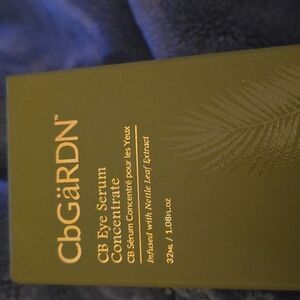 CbGäRDN™
CB Eye Serum
Concentrate
CB Sérum Concentré pour les Yeux
Infused with Nettle Leaf Extract
32ML / 1.08FL.OZ